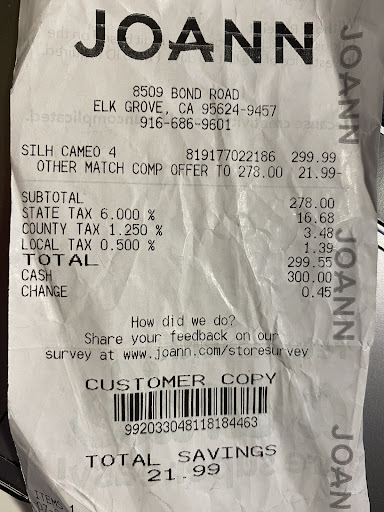 JOANN
8509 BOND ROAD
ELK GROVE, CA 95624-9457
916-686-9601
SILH CAMEO 4 819177022186 299.99
OTHER MATCH COMP OFFER TO 278.00 21.99-
SUBTOTAL 278.00
STATE TAX 6.000 % 16.68
COUNTY TAX 1.250 % 3.48
LOCAL TAX 0.500 % 1.39
TOTAL 299.55
CASH 300.00
CHANGE 0.45
How did we do?
Share your feedback on our
survey at www.joann.com/storesurvey
CUSTOMER COPY
992033048118184463
TOTAL SAVINGS
21.99
ITEMS 1
JOANN
JOANN
JOANN